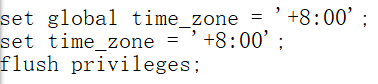 set global time_zone = '+8:00';
set time_zone = '+8:00';
flush privileges;